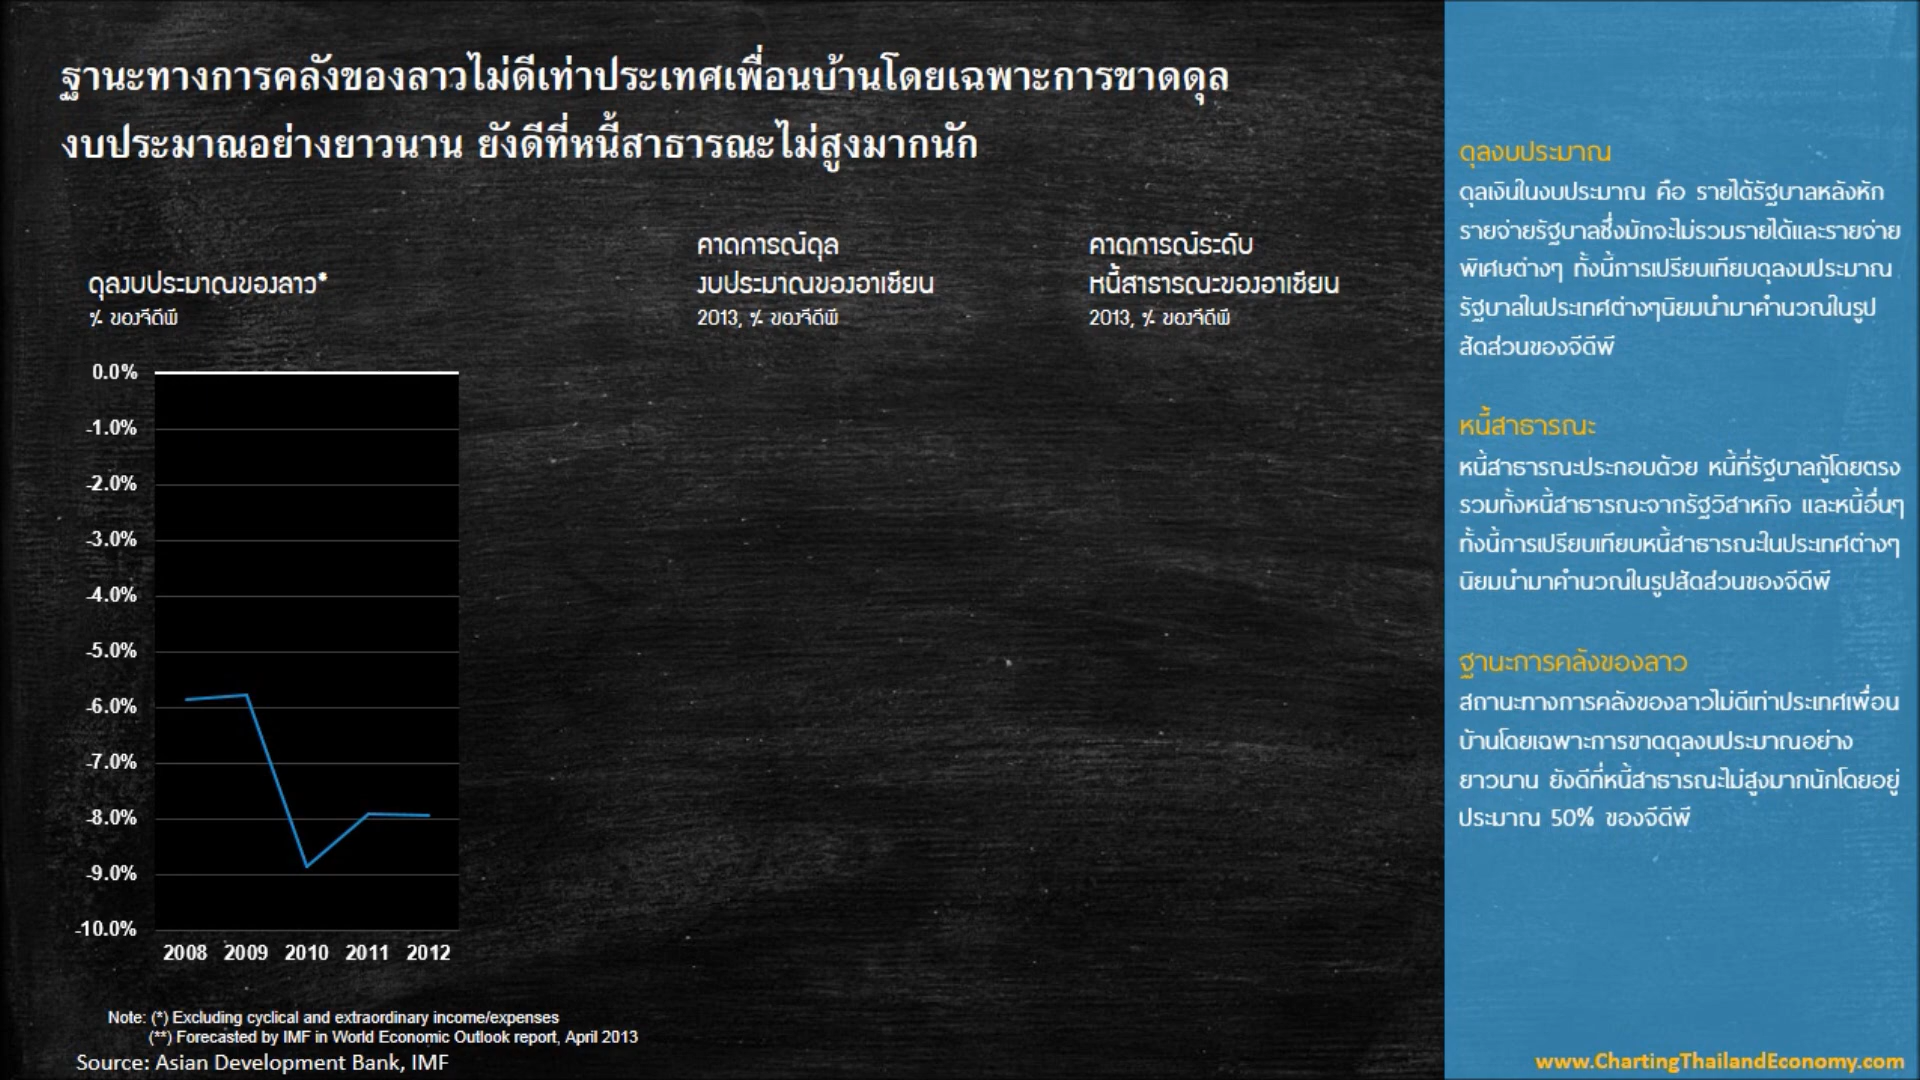 ฐานะทางการคลังของลาวไม่ดีเท่าประเทศเพื่อนบ้านโดยเฉพาะการขาดดุล
งบประมาณอย่างยาวนาน ยังดีที่หนี้สาธารณะไม่สูงมากนัก
ดุลงบประมาณของลาว*
% ของจีดีพี
0.0%
-1.0%
-2.0%
-3.0%
-4.0%
-5.0%
-6.0%
-7.0%
-8.0%
-9.0%
-10.0%
2008 2009 2010 2011 2012
คาดการณ์ดุล
งบประมาณของอาเซียน
2013, % ของจีดีพี
คาดการณ์ระดับ
หนี้สาธารณะของอาเซียน
2013, % ของจีดีพี
Note: (*) Excluding cyclical and extraordinary income/expenses
(**) Forecasted by IMF in World Economic Outlook report, April 2013
Source: Asian Development Bank, IMF
ดุลงบประมาณ
ดุลเงินในงบประมาณ คือ รายได้รัฐบาลหลังหัก
รายจ่ายรัฐบาลซึ่งมักจะไม่รวมรายได้และรายจ่าย
พิเศษต่างๆ ทั้งนี้การเปรียบเทียบดุลงบประมาณ
รัฐบาลในประเทศต่างๆนิยมนำมาคำนวณในรูป
สัดส่วนของจีดีพี
หนี้สาธารณะ
หนี้สาธารณะประกอบด้วย หนี้ที่รัฐบาลกู้โดยตรง
รวมทั้งหนี้สาธารณะจากรัฐวิสาหกิจ และหนี้อื่นๆ
ทั้งนี้การเปรียบเทียบหนี้สาธารณะในประเทศต่างๆ
นิยมนำมาคำนวณในรูปสัดส่วนของจีดีพี
ฐานะการคลังของลาว
สถานะทางการคลังของลาวไม่ดีเท่าประเทศเพื่อน
บ้านโดยเฉพาะการขาดดุลงบประมาณอย่าง
ยาวนาน ยังดีที่หนี้สาธารณะไม่สูงมากนักโดยอยู่
ประมาณ 50% ของจีดีพี
www.ChartingThailandEconomy.com